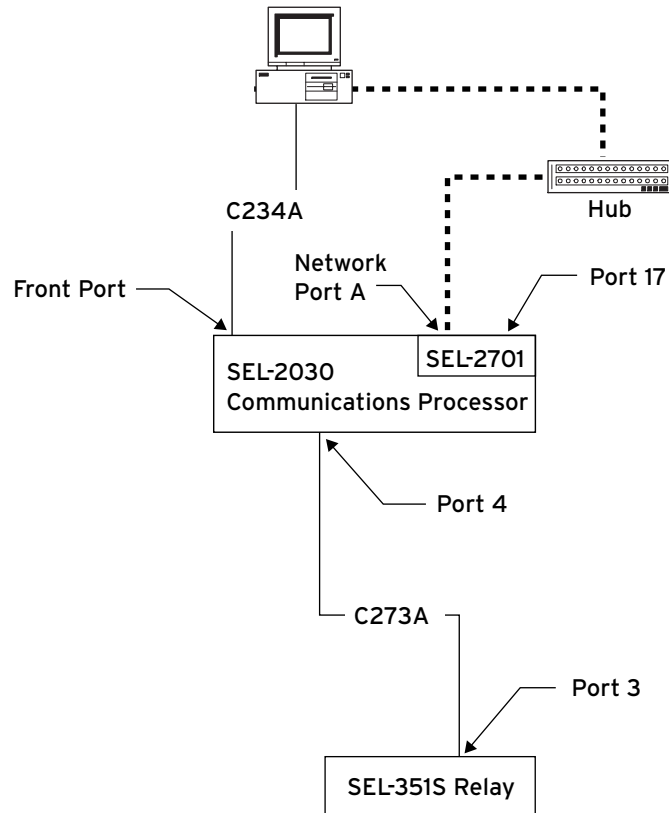 C234A
Hub
Network
Port A
Port 17
Front Port
SEL-2701
SEL-2030
Communications Processor
Port 4
C273A
Port 3
SEL-351S Relay